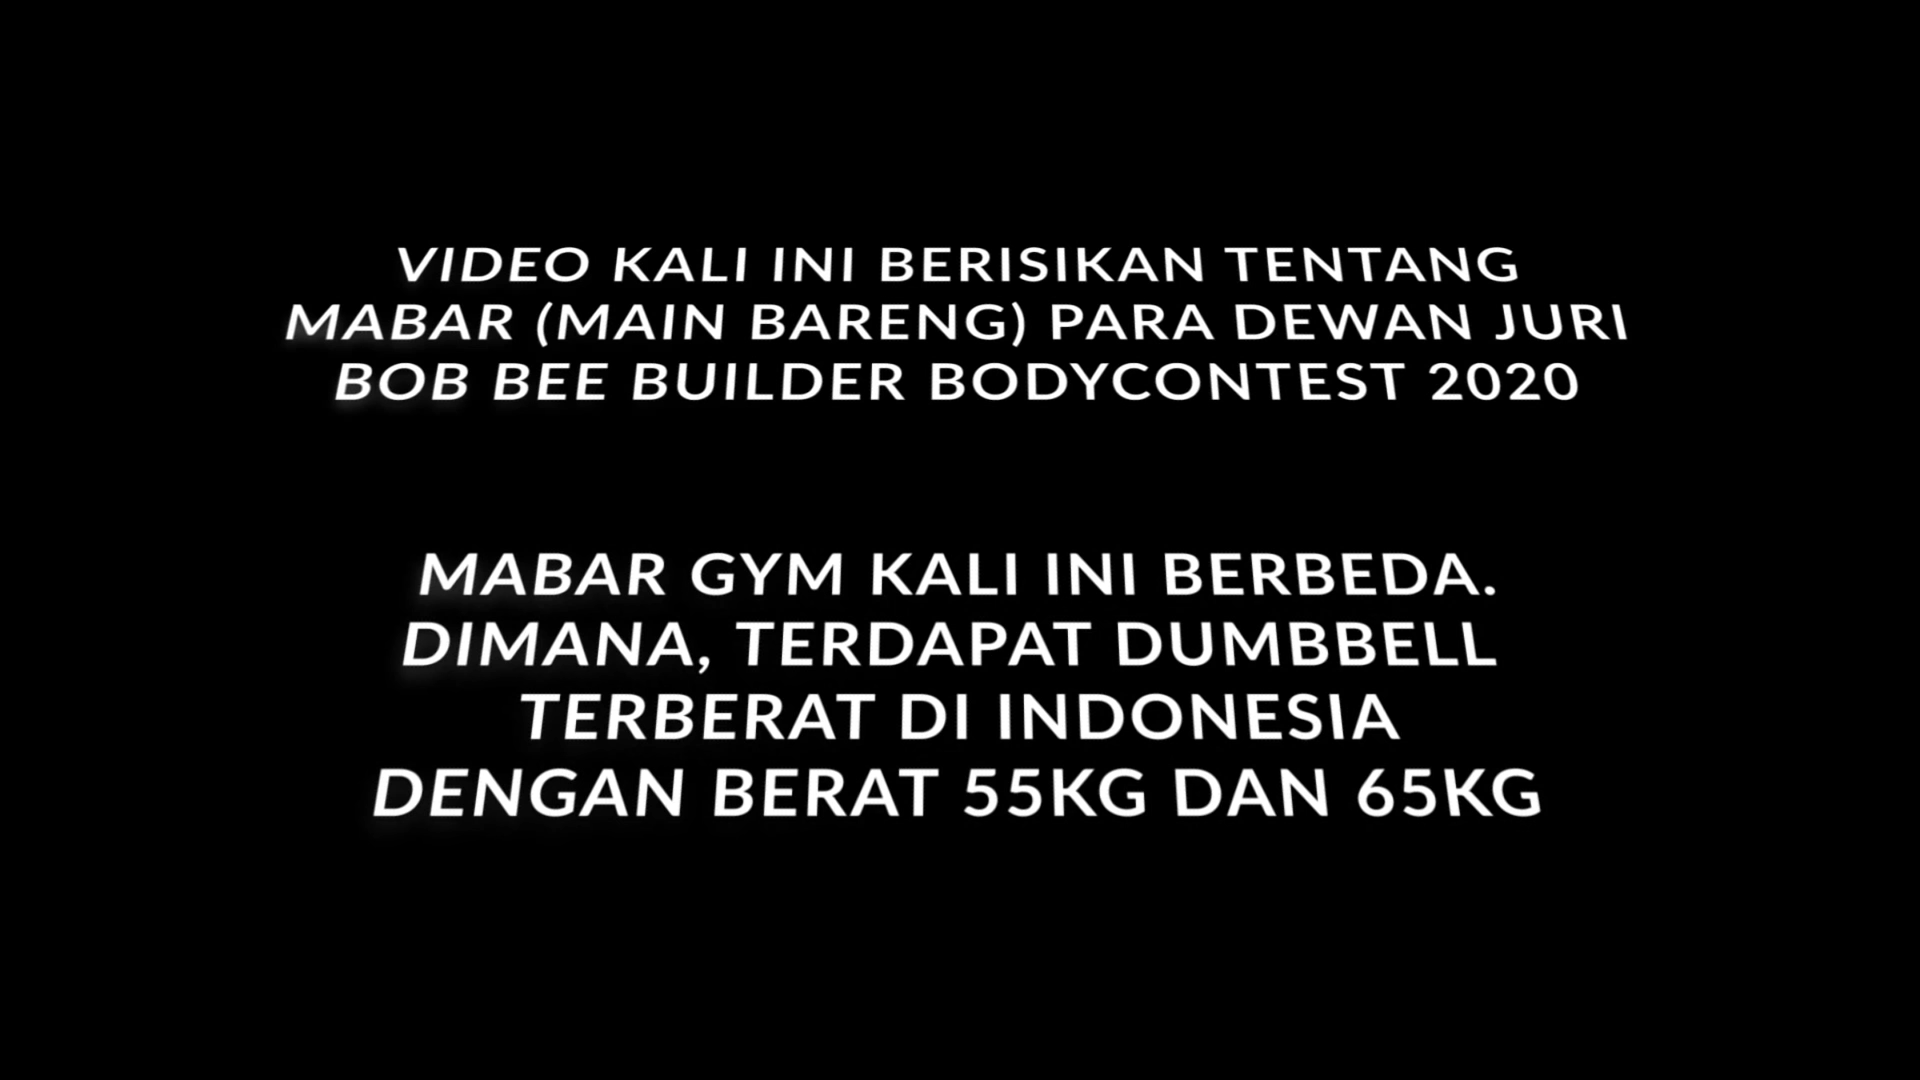 VIDEO KALI INI BERISIKAN TENTANG
MABAR (MAIN BARENG) PARA DEWAN JURI
BOB BEE BUILDER BODYCONTEST 2020
MABAR GYM KALI INI BERBEDA.
DIMANA, TERDAPAT DUMBBELL
TERBERAT DI INDONESIA
DENGAN BERAT 55KG DAN 65KG